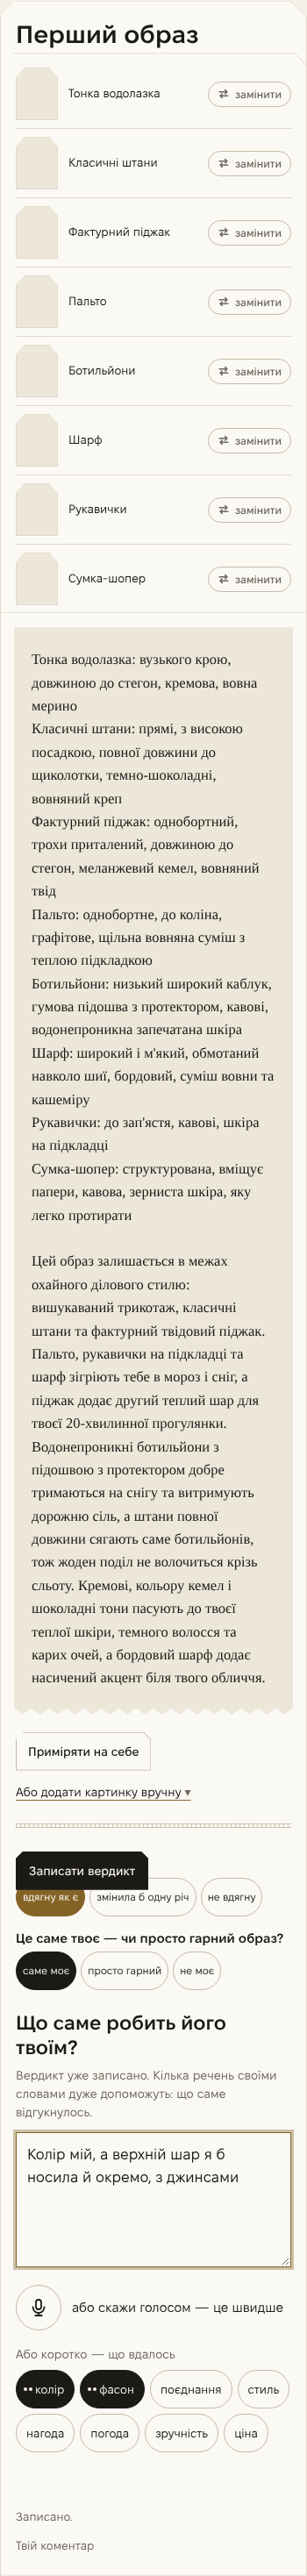 Перший образ
Тонка водолазка
замінити
Класичні штани
замінити
Фактурний піджак
замінити
Пальто
замінити
Ботильйони
замінити
Шарф
замінити
Рукавички
замінити
Сумка-шопер
замінити
Тонка водолазка: вузького крою,
довжиною до стегон, кремова, вовна
мерино
Класичні штани: прямі, з високою
посадкою, повної довжини до
щиколотки, темно-шоколадні,
вовняний креп
Фактурний піджак: однобортний,
трохи приталений, довжиною до
стегон, меланжевий кемел, вовняний
твід
Пальто: однобортне, до коліна,
графітове, щільна вовняна суміш з
теплою підкладкою
Ботильйони: низький широкий каблук,
гумова підошва з протектором, кавові,
водонепроникна запечатана шкіра
Шарф: широкий і м'який, обмотаний
навколо шиї, бордовий, суміш вовни та
кашеміру
Рукавички: до зап'ястя, кавові, шкіра
на підкладці
Сумка-шопер: структурована, вміщує
папери, кавова, зерниста шкіра, яку
легко протирати
Цей образ залишається в межах
охайного ділового стилю:
вишуканий трикотаж, класичні
штани та фактурний твідовий піджак.
Пальто, рукавички на підкладці та
шарф зігріють тебе в мороз і сніг, а
піджак додає другий теплий шар для
твоєї 20-хвилинної прогулянки.
Водонепроникні ботильйони з
підошвою з протектором добре
тримаються на снігу та витримують
дорожню сіль, а штани повної
довжини сягають саме ботильйонів,
тож жоден поділ не волочиться крізь
сльоту. Кремові, кольору кемел і
шоколадні тони пасують до твоєї
теплої шкіри, темного волосся та
карих очей, а бордовий шарф додає
насичений акцент біля твого обличчя.
Приміряти на себе
Або додати картинку вручну ▾
Записати вердикт
вдягну як є
змінила б одну річ
не вдягну
Це саме твоє — чи просто гарний образ?
саме моє
просто гарний
не моє
Що саме робить його
твоїм?
Вердикт уже записано. Кілька речень своїми
словами дуже допоможуть: що саме
відгукнулось.
Колір мій, а верхній шар я б
носила й окремо, з джинсами
або скажи голосом — це швидше
Або коротко — що вдалось
•• колір
•• фасон
поєднання
стиль
нагода
погода
зручність
ціна
Записано.
Твій коментар